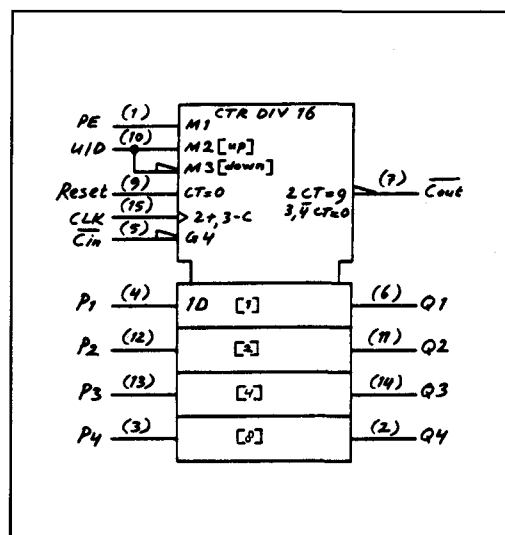 CTR DIV 16
PE (1) M1
U/D (10) M2 [up]
M3 [down]
Reset (9) CT=0
CLK (15) 2+, 3-C
C̅i̅n̅ (5) G4
2 CT=9 (7) C̅o̅u̅t̅
3, 4̅ CT=0
P1 (4) 1D [1] (6) Q1
P2 (12) [2] (11) Q2
P3 (13) [4] (14) Q3
P4 (3) [8] (2) Q4